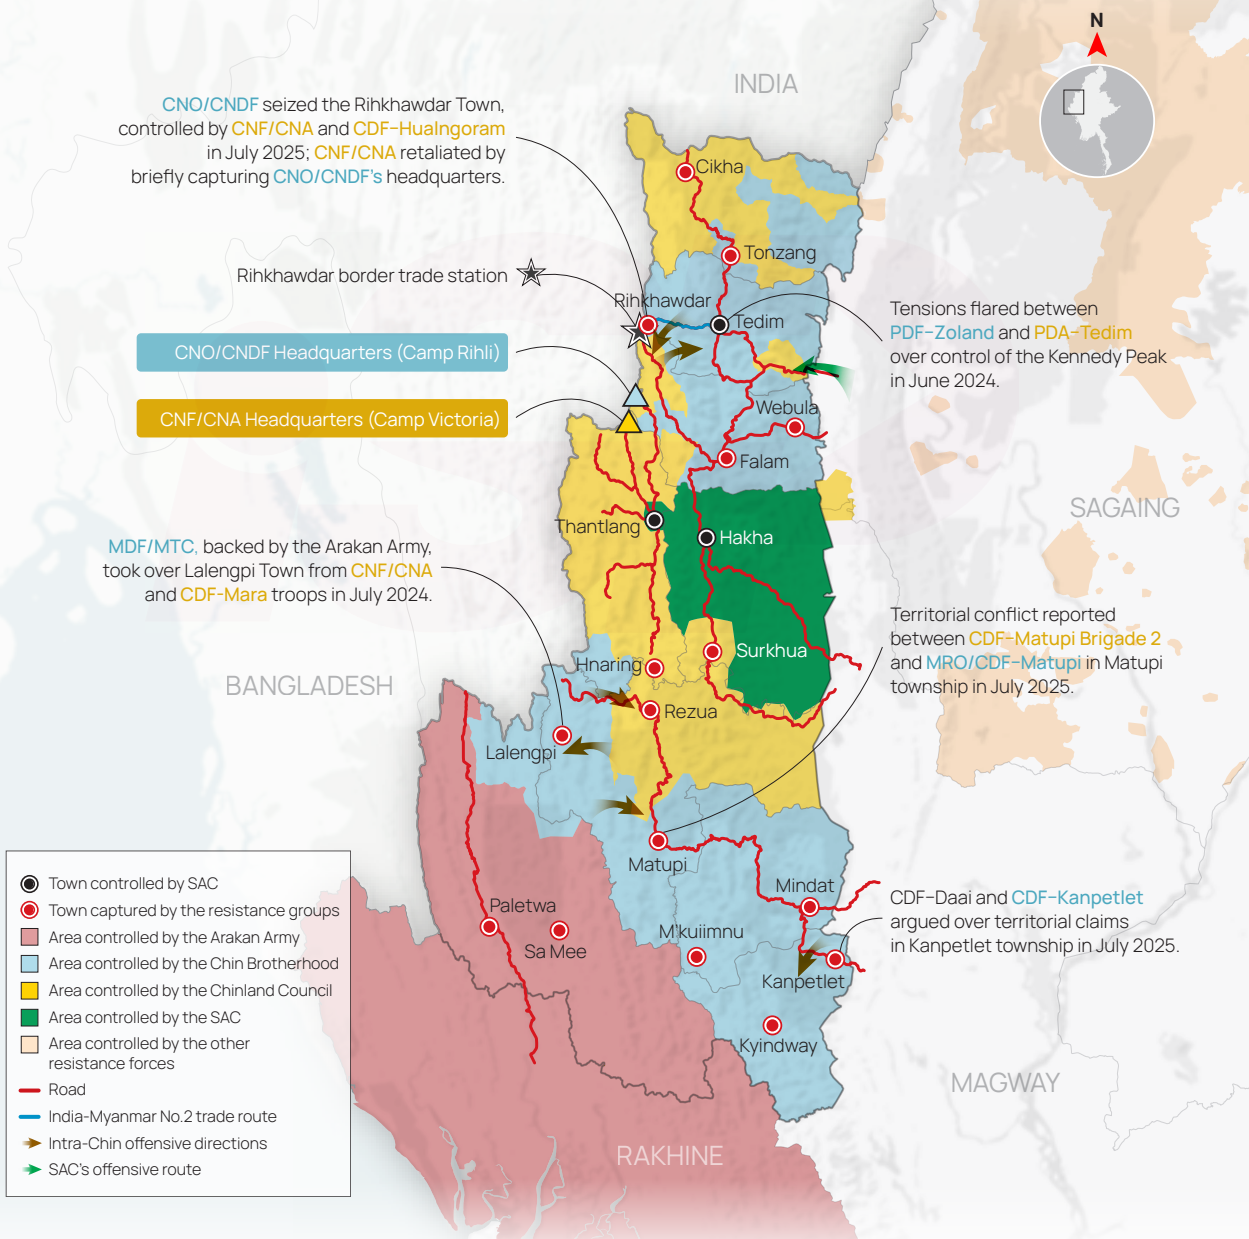 N
INDIA
CNO/CNDF seized the Rihkhawdar Town,
controlled by CNF/CNA and CDF-Hualngoram
in July 2025; CNF/CNA retaliated by
briefly capturing CNO/CNDF's headquarters.
Cikha
Tonzang
Rihkhawdar border trade station
Rihkhawdar
Tedim
Tensions flared between
PDF-Zoland and PDA-Tedim
over control of the Kennedy Peak
in June 2024.
CNO/CNDF Headquarters (Camp Rihli)
CNF/CNA Headquarters (Camp Victoria)
Webula
Falam
SAGAING
Thantlang
Hakha
MDF/MTC, backed by the Arakan Army,
took over Lalengpi Town from CNF/CNA
and CDF-Mara troops in July 2024.
Territorial conflict reported
between CDF-Matupi Brigade 2
and MRO/CDF-Matupi in Matupi
township in July 2025.
Surkhua
Hnaring
BANGLADESH
Rezua
Lalengpi
Matupi
Mindat
CDF-Daai and CDF-Kanpetlet
argued over territorial claims
in Kanpetlet township in July 2025.
Paletwa
Sa Mee
M'kuiimnu
Kanpetlet
Kyindway
MAGWAY
RAKHINE
Town controlled by SAC
Town captured by the resistance groups
Area controlled by the Arakan Army
Area controlled by the Chin Brotherhood
Area controlled by the Chinland Council
Area controlled by the SAC
Area controlled by the other
resistance forces
Road
India-Myanmar No.2 trade route
Intra-Chin offensive directions
SAC's offensive route